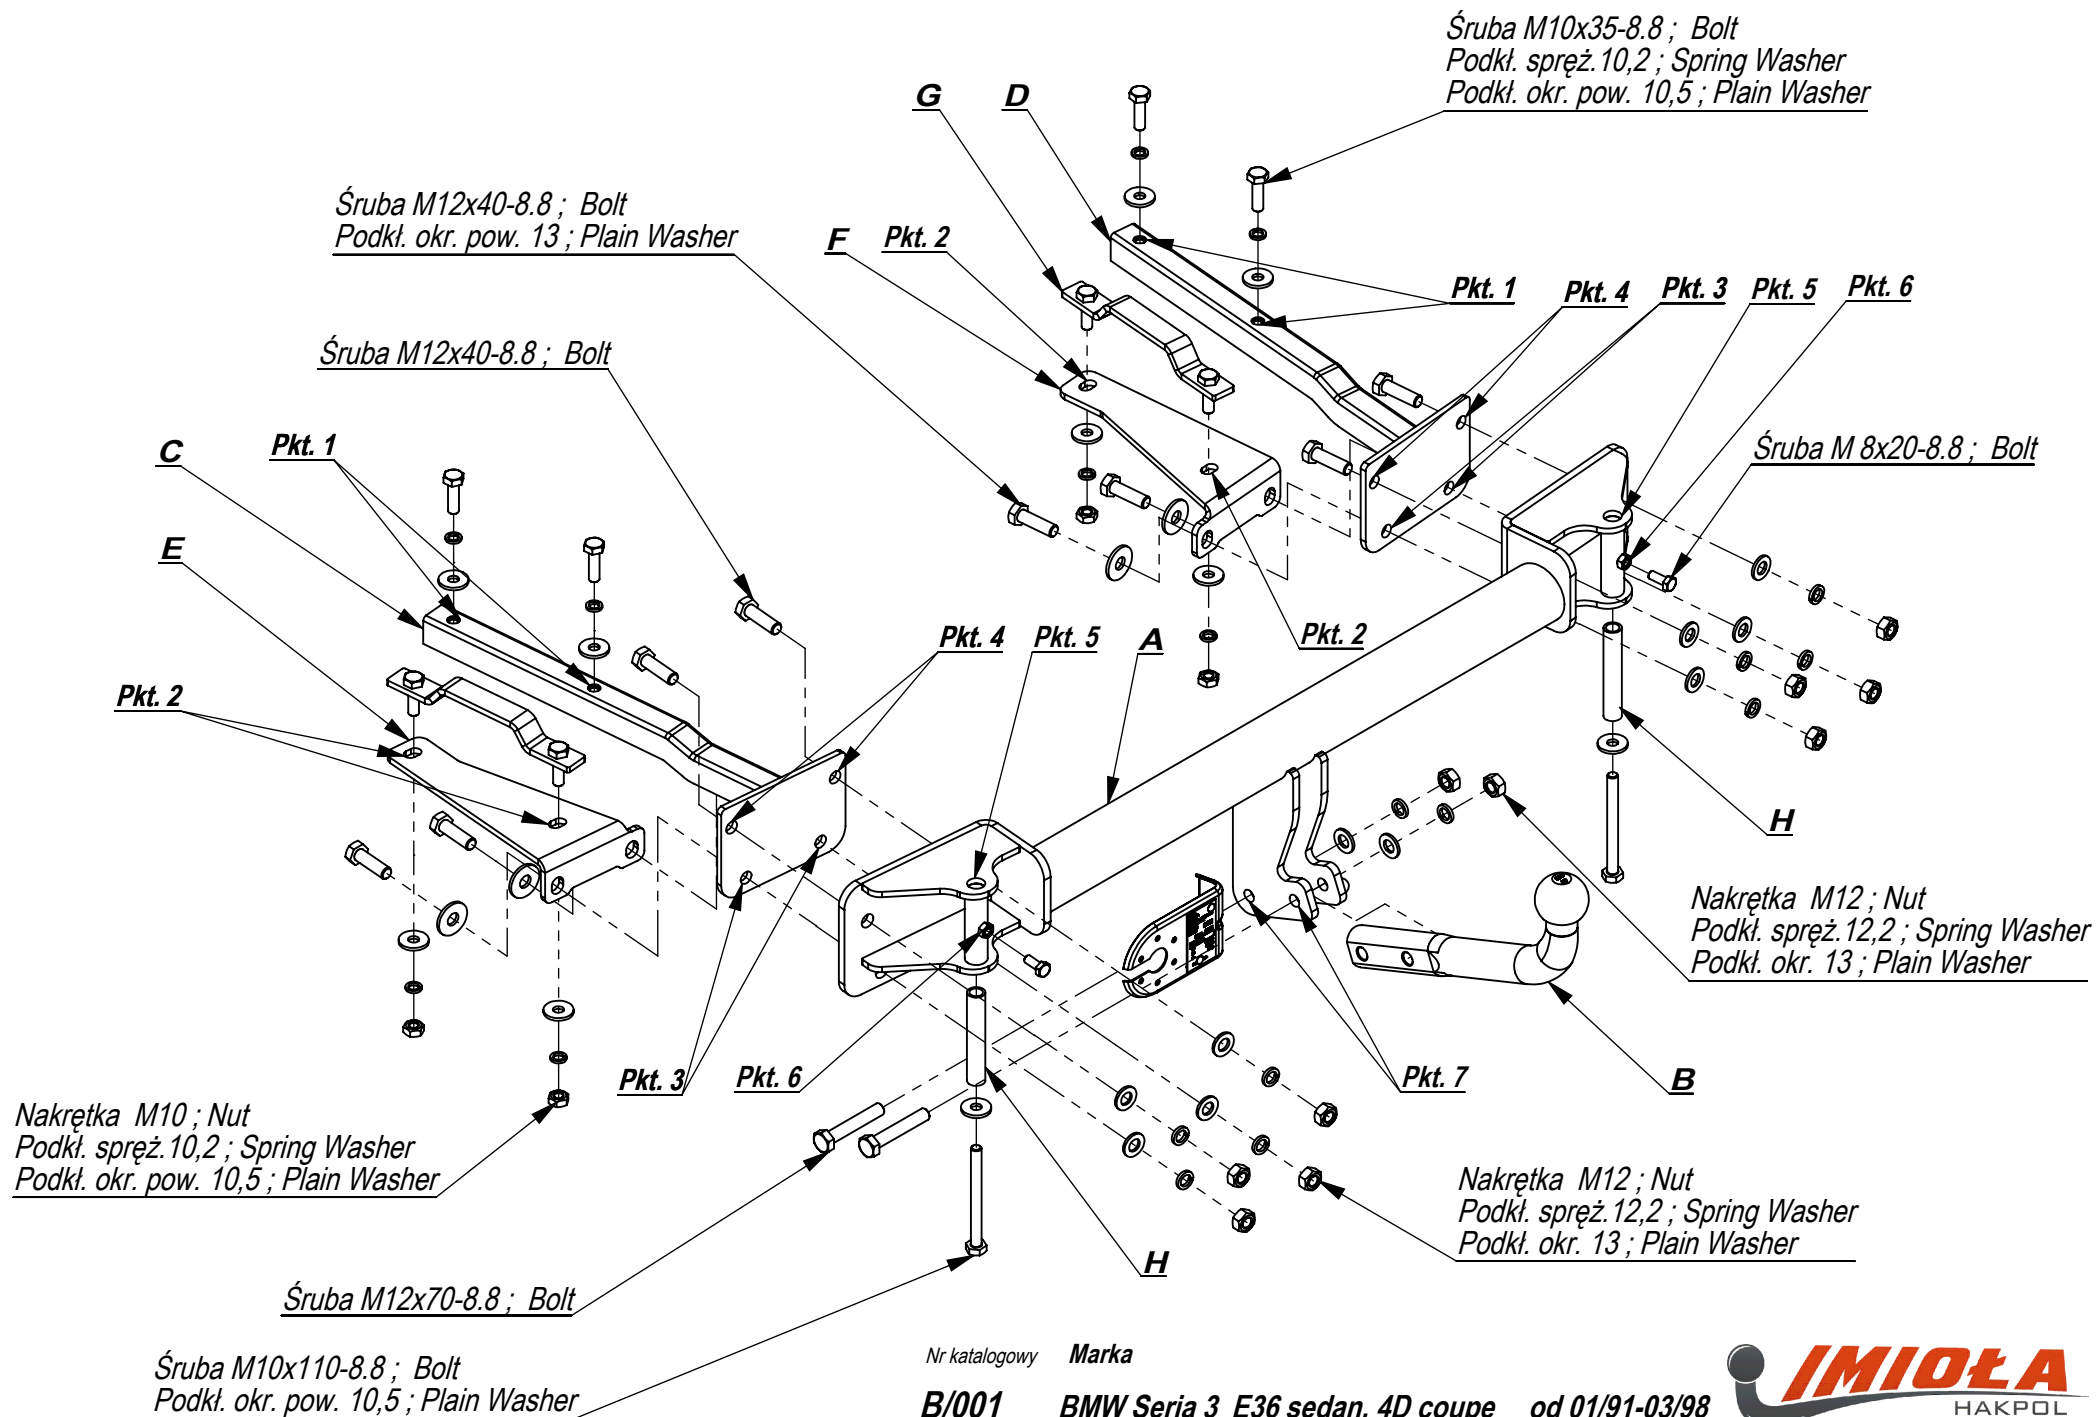 Śruba M10x35-8.8 ; Bolt
Podkł. spręż.10,2 ; Spring Washer
Podkł. okr. pow. 10,5 ; Plain Washer
G
D
Śruba M12x40-8.8 ; Bolt
Podkł. okr. pow. 13 ; Plain Washer
F
Pkt. 2
Pkt. 1
Pkt. 4
Pkt. 3
Pkt. 5
Pkt. 6
Śruba M12x40-8.8 ; Bolt
C
Pkt. 1
Śruba M 8x20-8.8 ; Bolt
E
Pkt. 4
Pkt. 5
A
Pkt. 2
Pkt. 2
H
Nakrętka M12 ; Nut
Podkł. spręż.12,2 ; Spring Washer
Podkł. okr. 13 ; Plain Washer
Pkt. 3
Pkt. 6
Pkt. 7
B
Nakrętka M10 ; Nut
Podkł. spręż.10,2 ; Spring Washer
Podkł. okr. pow. 10,5 ; Plain Washer
Nakrętka M12 ; Nut
Podkł. spręż.12,2 ; Spring Washer
Podkł. okr. 13 ; Plain Washer
H
Śruba M12x70-8.8 ; Bolt
Śruba M10x110-8.8 ; Bolt
Podkł. okr. pow. 10,5 ; Plain Washer
Nr katalogowy Marka
B/001 BMW Seria 3 E36 sedan, 4D coupe od 01/91-03/98
IMIOŁA
HAKPOL